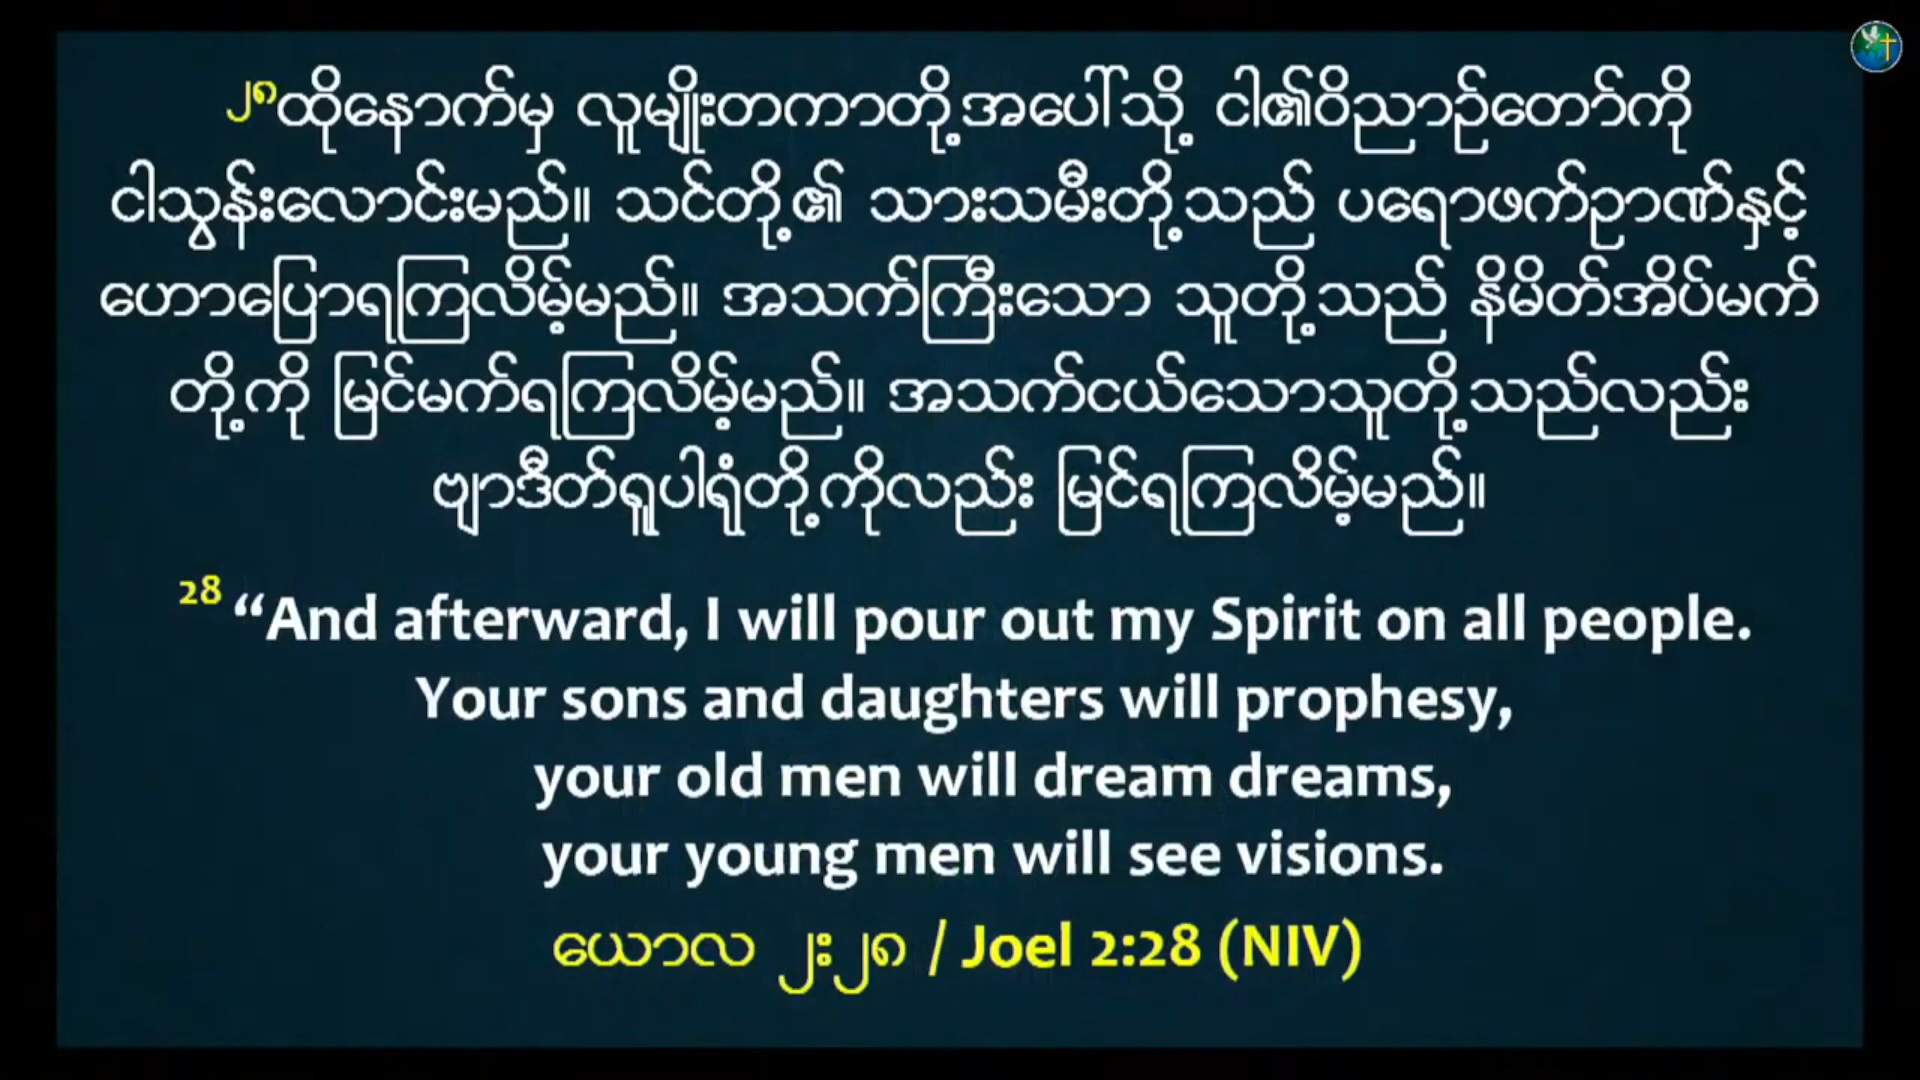 ၂၈ထိုနောက်မှ လူမျိုးတကာတို့အပေါ်သို့ ငါ၏ဝိညာဉ်တော်ကို
ငါသွန်းလောင်းမည်။ သင်တို့၏ သားသမီးတို့သည် ပရောဖက်ဉာဏ်နှင့်
ဟောပြောရကြလိမ့်မည်။ အသက်ကြီးသော သူတို့သည် နိမိတ်အိပ်မက်
တို့ကို မြင်မက်ရကြလိမ့်မည်။ အသက်ငယ်သောသူတို့သည်လည်း
ဗျာဒီတ်ရူပါရုံတို့ကိုလည်း မြင်ရကြလိမ့်မည်။
28 “And afterward, I will pour out my Spirit on all people.
Your sons and daughters will prophesy,
your old men will dream dreams,
your young men will see visions.
ယောလ ၂း၂၈ / Joel 2:28 (NIV)